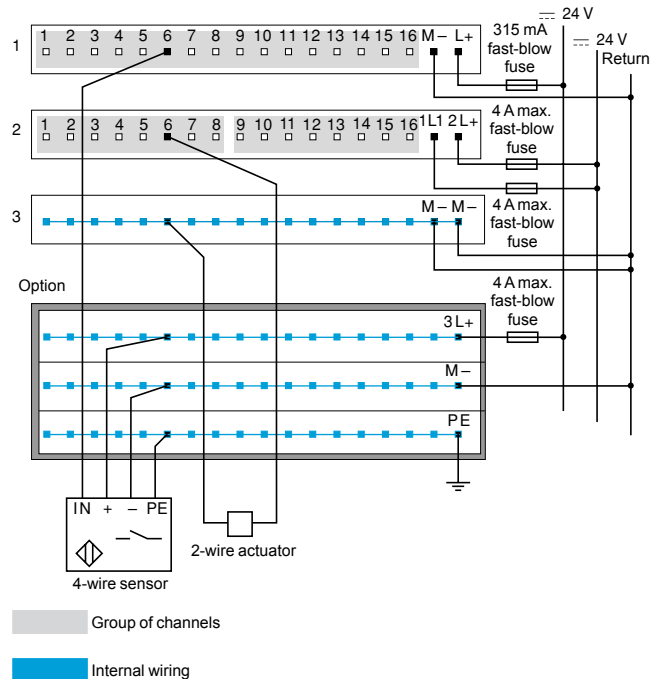 24 V
315 mA
fast-blow
fuse
24 V
Return
1
1 2 3 4 5 6 7 8 9 10 11 12 13 14 15 16 M– L+
2
1 2 3 4 5 6 7 8 9 10 11 12 13 14 15 16 1L1 2L+
4 A max.
fast-blow
fuse
3
M– M–
4 A max.
fast-blow
fuse
Option
4 A max.
fast-blow
fuse
3L+
M–
PE
IN + – PE
4-wire sensor
2-wire actuator
Group of channels
Internal wiring